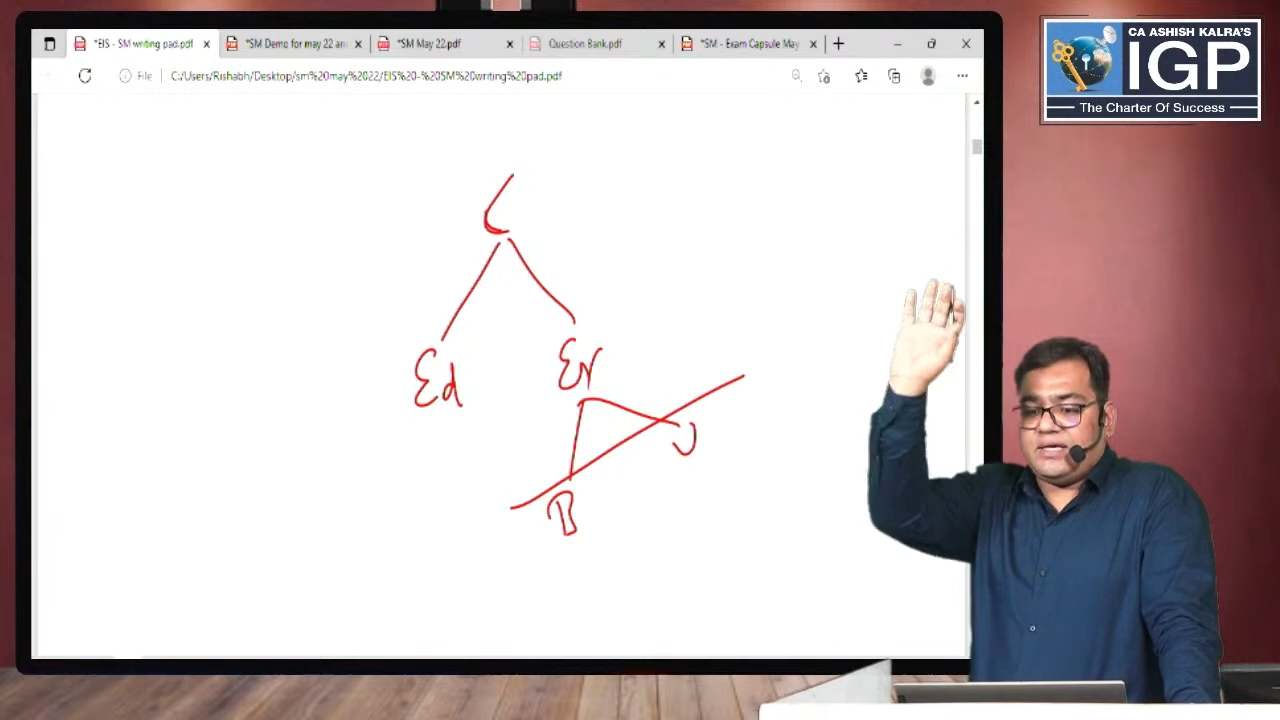 *EIS - SM writing pad.pdf
*SM Demo for may 22 an
*SM May 22.pdf
Question Bank.pdf
*SM - Exam Capsule May
File
C:/Users/Rishabh/Desktop/sm%20may%2022/EIS%20-%20SM%20writing%20pad.pdf
CA ASHISH KALRA'S
IGP
The Charter Of Success
C
Ed
Er
U
B